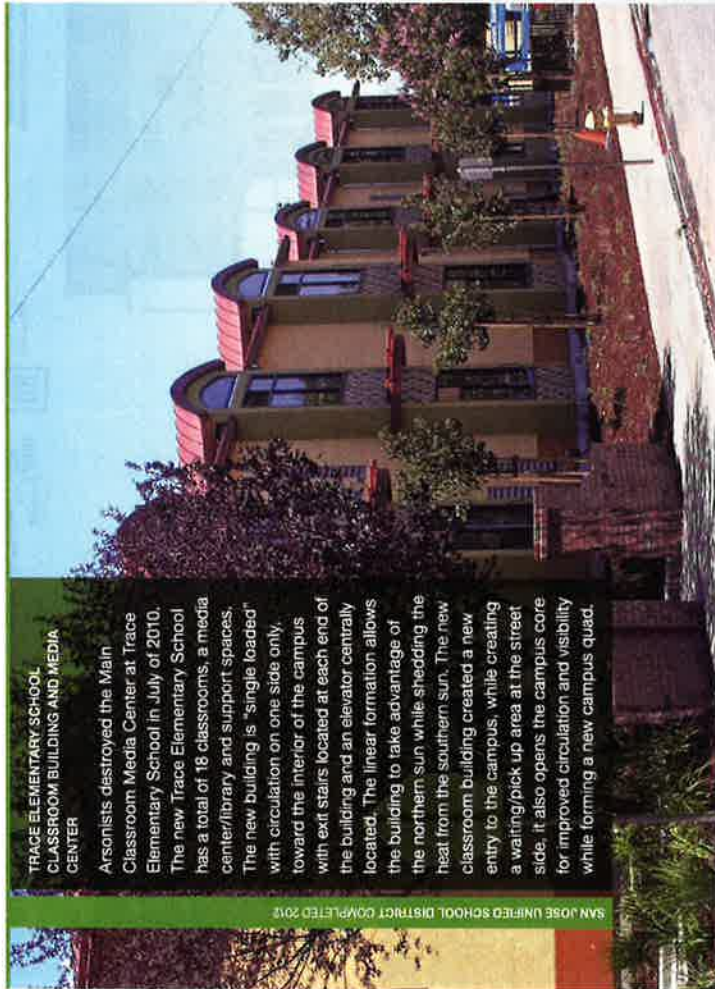 TRACE ELEMENTARY SCHOOL
CLASSROOM BUILDING AND MEDIA
CENTER
Arsonists destroyed the Main
Classroom Media Center at Trace
Elementary School in July of 2010.
The new Trace Elementary School
has a total of 18 classrooms, a media
center/library and support spaces.
The new building is "single loaded"
with circulation on one side only,
toward the interior of the campus
with exit stairs located at each end of
the building and an elevator centrally
located. The linear formation allows
the building to take advantage of
the northern sun while shedding the
heat from the southern sun. The new
classroom building created a new
entry to the campus, while creating
a waiting/pick up area at the street
side, it also opens the campus core
for improved circulation and visibility
while forming a new campus quad.
SAN JOSE UNIFIED SCHOOL DISTRICT COMPLETED 2012